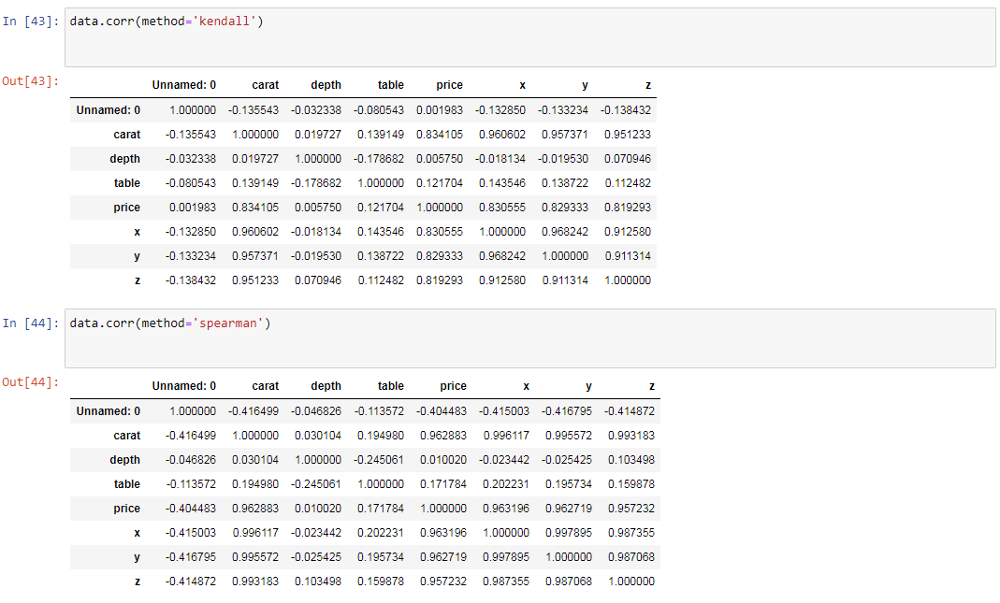 In [43]: data.corr(method='kendall')
Out[43]:
Unnamed: 0 carat depth table price x y z
Unnamed: 0 1.000000 -0.135543 -0.032338 -0.080543 0.001983 -0.132850 -0.133234 -0.138432
carat -0.135543 1.000000 0.019727 0.139149 0.834105 0.960602 0.957371 0.951233
depth -0.032338 0.019727 1.000000 -0.178682 0.005750 -0.018134 -0.019530 0.070946
table -0.080543 0.139149 -0.178682 1.000000 0.121704 0.143546 0.138722 0.112482
price 0.001983 0.834105 0.005750 0.121704 1.000000 0.830555 0.829333 0.819293
x -0.132850 0.960602 -0.018134 0.143546 0.830555 1.000000 0.968242 0.912580
y -0.133234 0.957371 -0.019530 0.138722 0.829333 0.968242 1.000000 0.911314
z -0.138432 0.951233 0.070946 0.112482 0.819293 0.912580 0.911314 1.000000
In [44]: data.corr(method='spearman')
Out[44]:
Unnamed: 0 carat depth table price x y z
Unnamed: 0 1.000000 -0.416499 -0.046826 -0.113572 -0.404483 -0.415003 -0.416795 -0.414872
carat -0.416499 1.000000 0.030104 0.194980 0.962883 0.996117 0.995572 0.993183
depth -0.046826 0.030104 1.000000 -0.245061 0.010020 -0.023442 -0.025425 0.103498
table -0.113572 0.194980 -0.245061 1.000000 0.171784 0.202231 0.195734 0.159878
price -0.404483 0.962883 0.010020 0.171784 1.000000 0.963196 0.962719 0.957232
x -0.415003 0.996117 -0.023442 0.202231 0.963196 1.000000 0.997895 0.987355
y -0.416795 0.995572 -0.025425 0.195734 0.962719 0.997895 1.000000 0.987068
z -0.414872 0.993183 0.103498 0.159878 0.957232 0.987355 0.987068 1.000000